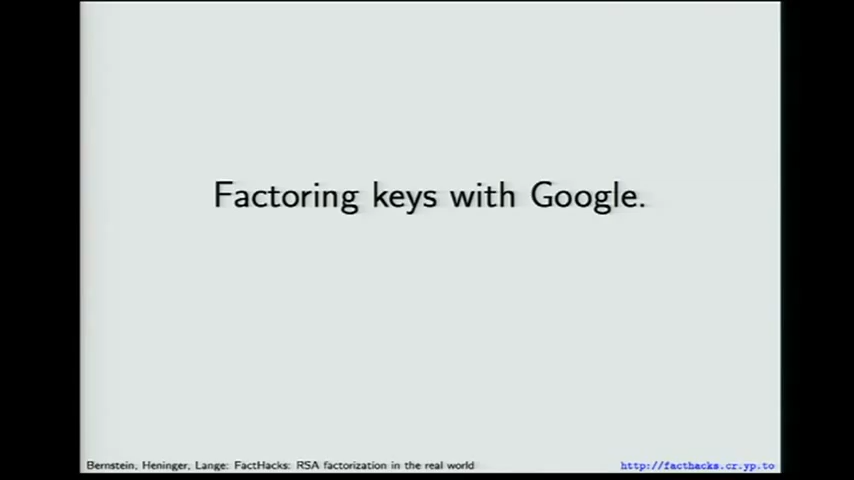 Factoring keys with Google.
Bernstein, Heninger, Lange: FactHacks: RSA factorization in the real world
http://facthacks.cr.yp.to